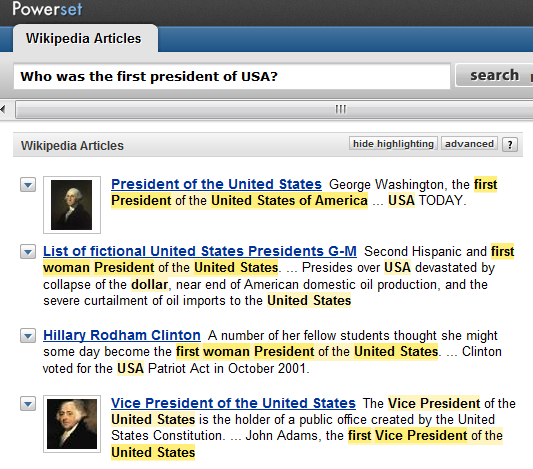 Powerset
Wikipedia Articles
Who was the first president of USA?
search
Wikipedia Articles
hide highlighting
advanced
?
President of the United States George Washington, the first
President of the United States of America ... USA TODAY.
List of fictional United States Presidents G-M Second Hispanic and first
woman President of the United States. ... Presides over USA devastated by
collapse of the dollar, near end of American domestic oil production, and the
severe curtailment of oil imports to the United States
Hillary Rodham Clinton A number of her fellow students thought she might
some day become the first woman President of the United States. ... Clinton
voted for the USA Patriot Act in October 2001.
Vice President of the United States The Vice President of the
United States is the holder of a public office created by the United
States Constitution. ... John Adams, the first Vice President of the
United States